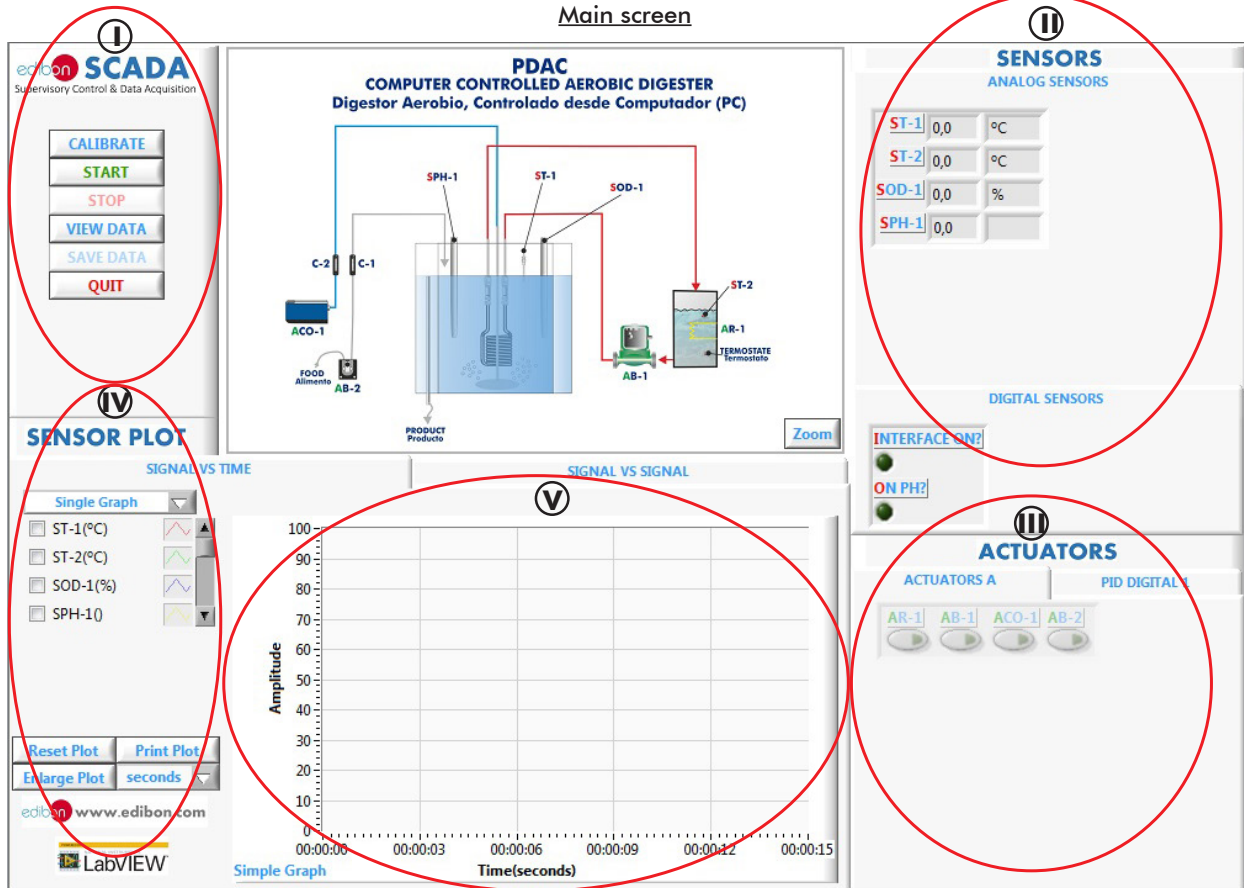 Main screen
I
edibon SCADA
Supervisory Control & Data Acquisition
CALIBRATE
START
STOP
VIEW DATA
SAVE DATA
QUIT
PDAC
COMPUTER CONTROLLED AEROBIC DIGESTER
Digestor Aerobio, Controlado desde Computador (PC)
SPH-1
ST-1
SOD-1
C-2
C-1
ACO-1
FOOD
Alimento
AB-2
PRODUCT
Producto
ST-2
AR-1
TERMOSTATE
Termostato
AB-1
Zoom
II
SENSORS
ANALOG SENSORS
ST-1 0,0 ºC
ST-2 0,0 ºC
SOD-1 0,0 %
SPH-1 0,0
DIGITAL SENSORS
INTERFACE ON?
ON PH?
III
ACTUATORS
ACTUATORS A
PID DIGITAL 1
AR-1 AB-1 ACO-1 AB-2
IV
SENSOR PLOT
SIGNAL VS TIME
SIGNAL VS SIGNAL
Single Graph
ST-1(ºC)
ST-2(ºC)
SOD-1(%)
SPH-1()
Reset Plot
Print Plot
Enlarge Plot
seconds
edibon www.edibon.com
LabVIEW
V
Amplitude
100
90
80
70
60
50
40
30
20
10
0
00:00:00 00:00:03 00:00:06 00:00:09 00:00:12 00:00:15
Simple Graph
Time(seconds)